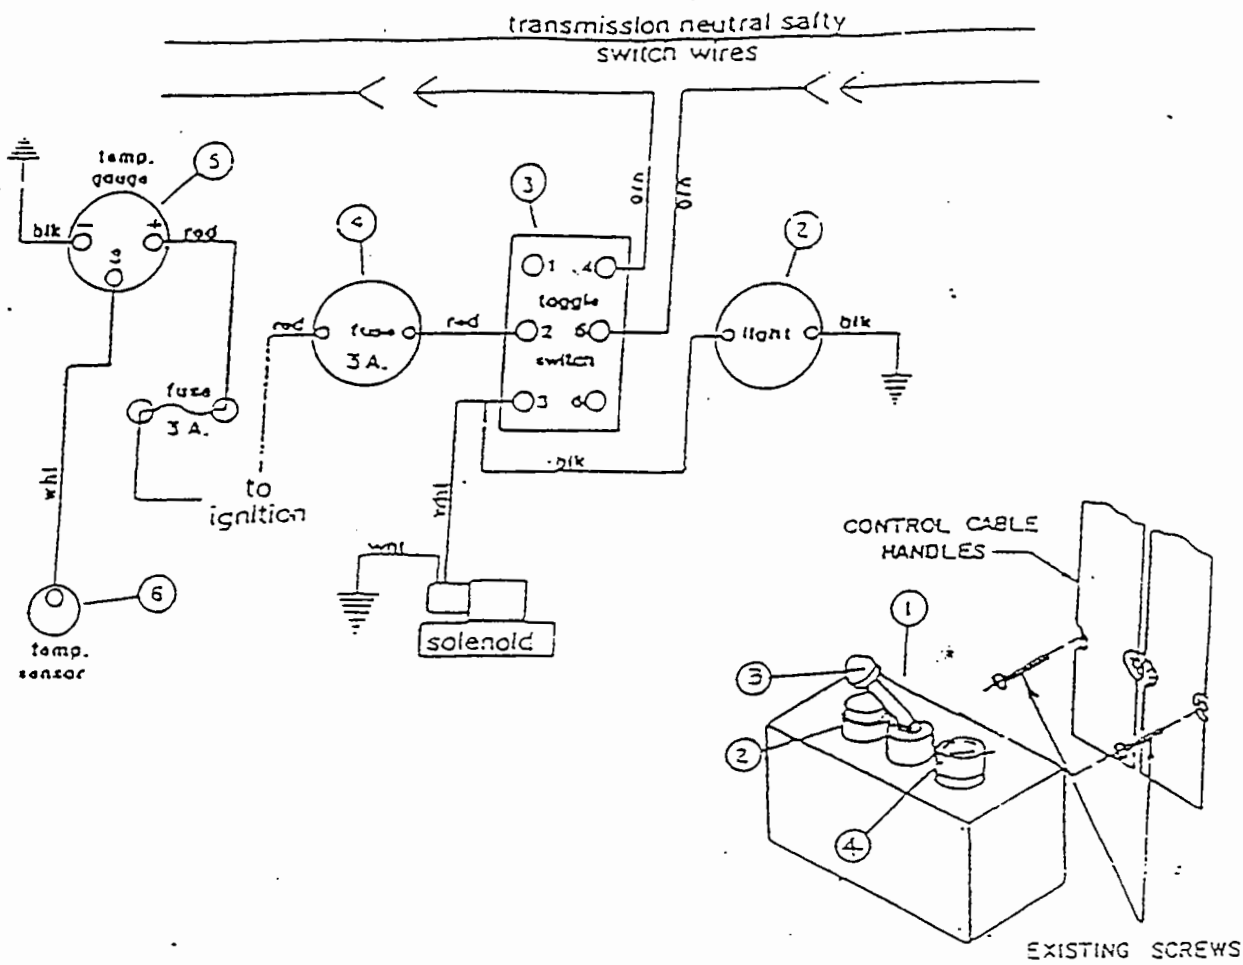 transmission neutral safty
switch wires
temp.
gauge
5
blk
-
+
red
3
4
2
1 4
toggle
2 5
switch
3 6
red
fuse
3 A.
red
light
blk
fuse
3 A.
blk
wht
wht
wht
to
ignition
solenoid
6
temp.
sensor
CONTROL CABLE
HANDLES
1
3
2
4
EXISTING SCREWS